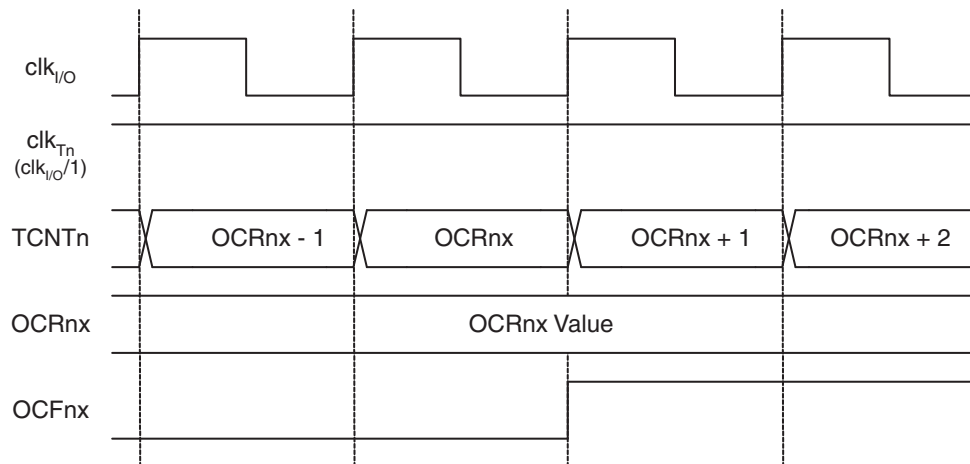 clkI/O
clkTn
(clkI/O/1)
TCNTn
OCRnx - 1
OCRnx
OCRnx + 1
OCRnx + 2
OCRnx
OCRnx Value
OCFnx